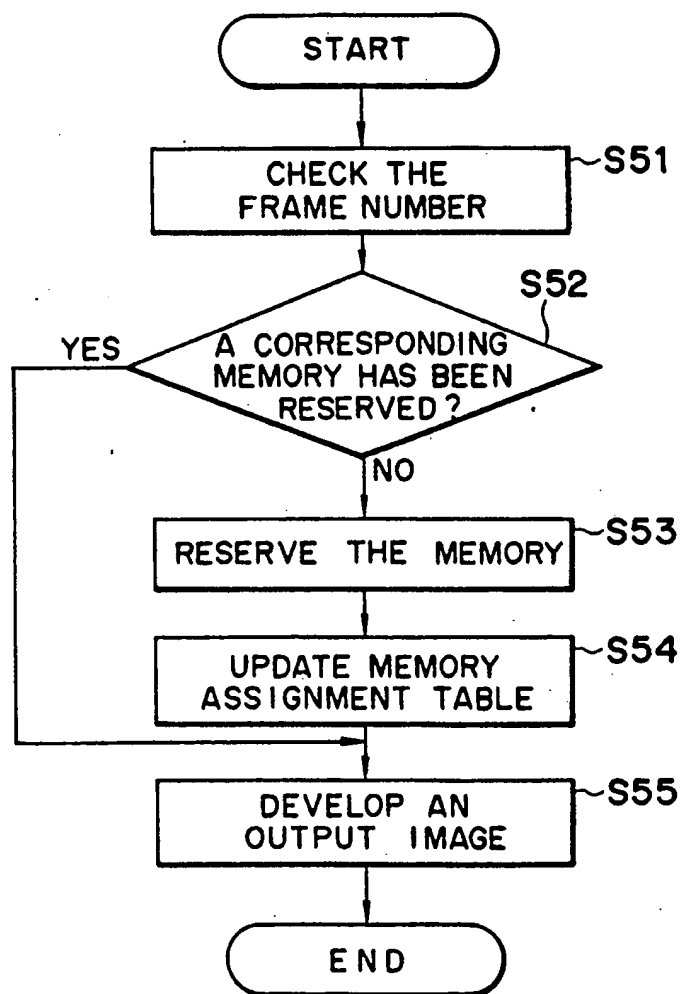 START
CHECK THE
FRAME NUMBER
S51
S52
YES
A CORRESPONDING
MEMORY HAS BEEN
RESERVED?
NO
RESERVE THE MEMORY
S53
UPDATE MEMORY
ASSIGNMENT TABLE
S54
DEVELOP AN
OUTPUT IMAGE
S55
END